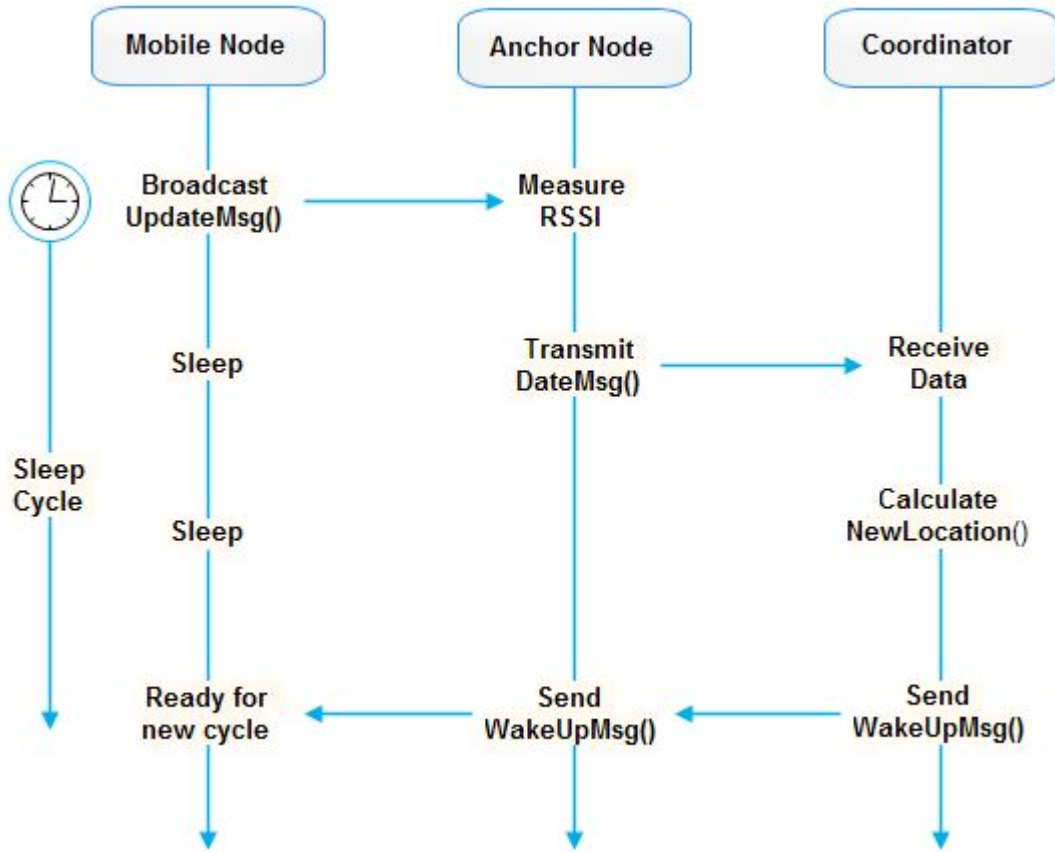 Mobile Node
Anchor Node
Coordinator
Broadcast
UpdateMsg()
Measure
RSSI
Sleep
Transmit
DateMsg()
Receive
Data
Sleep
Cycle
Sleep
Calculate
NewLocation()
Ready for
new cycle
Send
WakeUpMsg()
Send
WakeUpMsg()